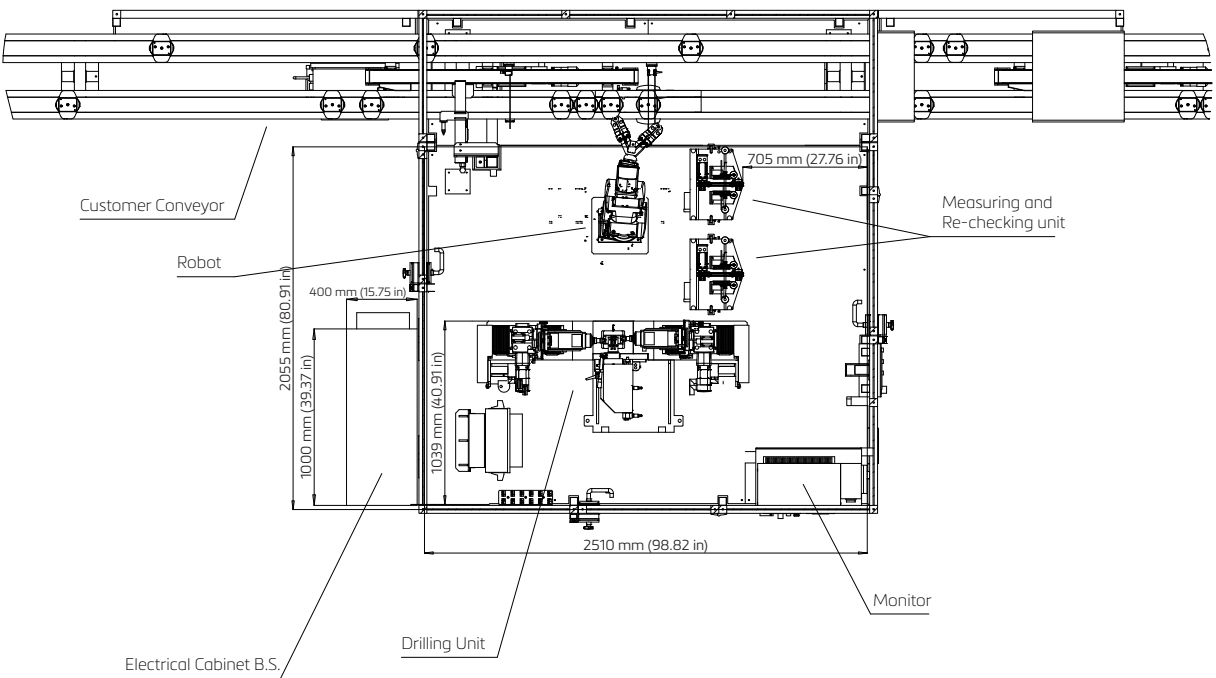 705 mm (27.76 in)
Customer Conveyor
Measuring and
Re-checking unit
Robot
400 mm (15.75 in)
2055 mm (80.91 in)
1000 mm (39.37 in)
1039 mm (40.91 in)
2510 mm (98.82 in)
Monitor
Drilling Unit
Electrical Cabinet B.S.